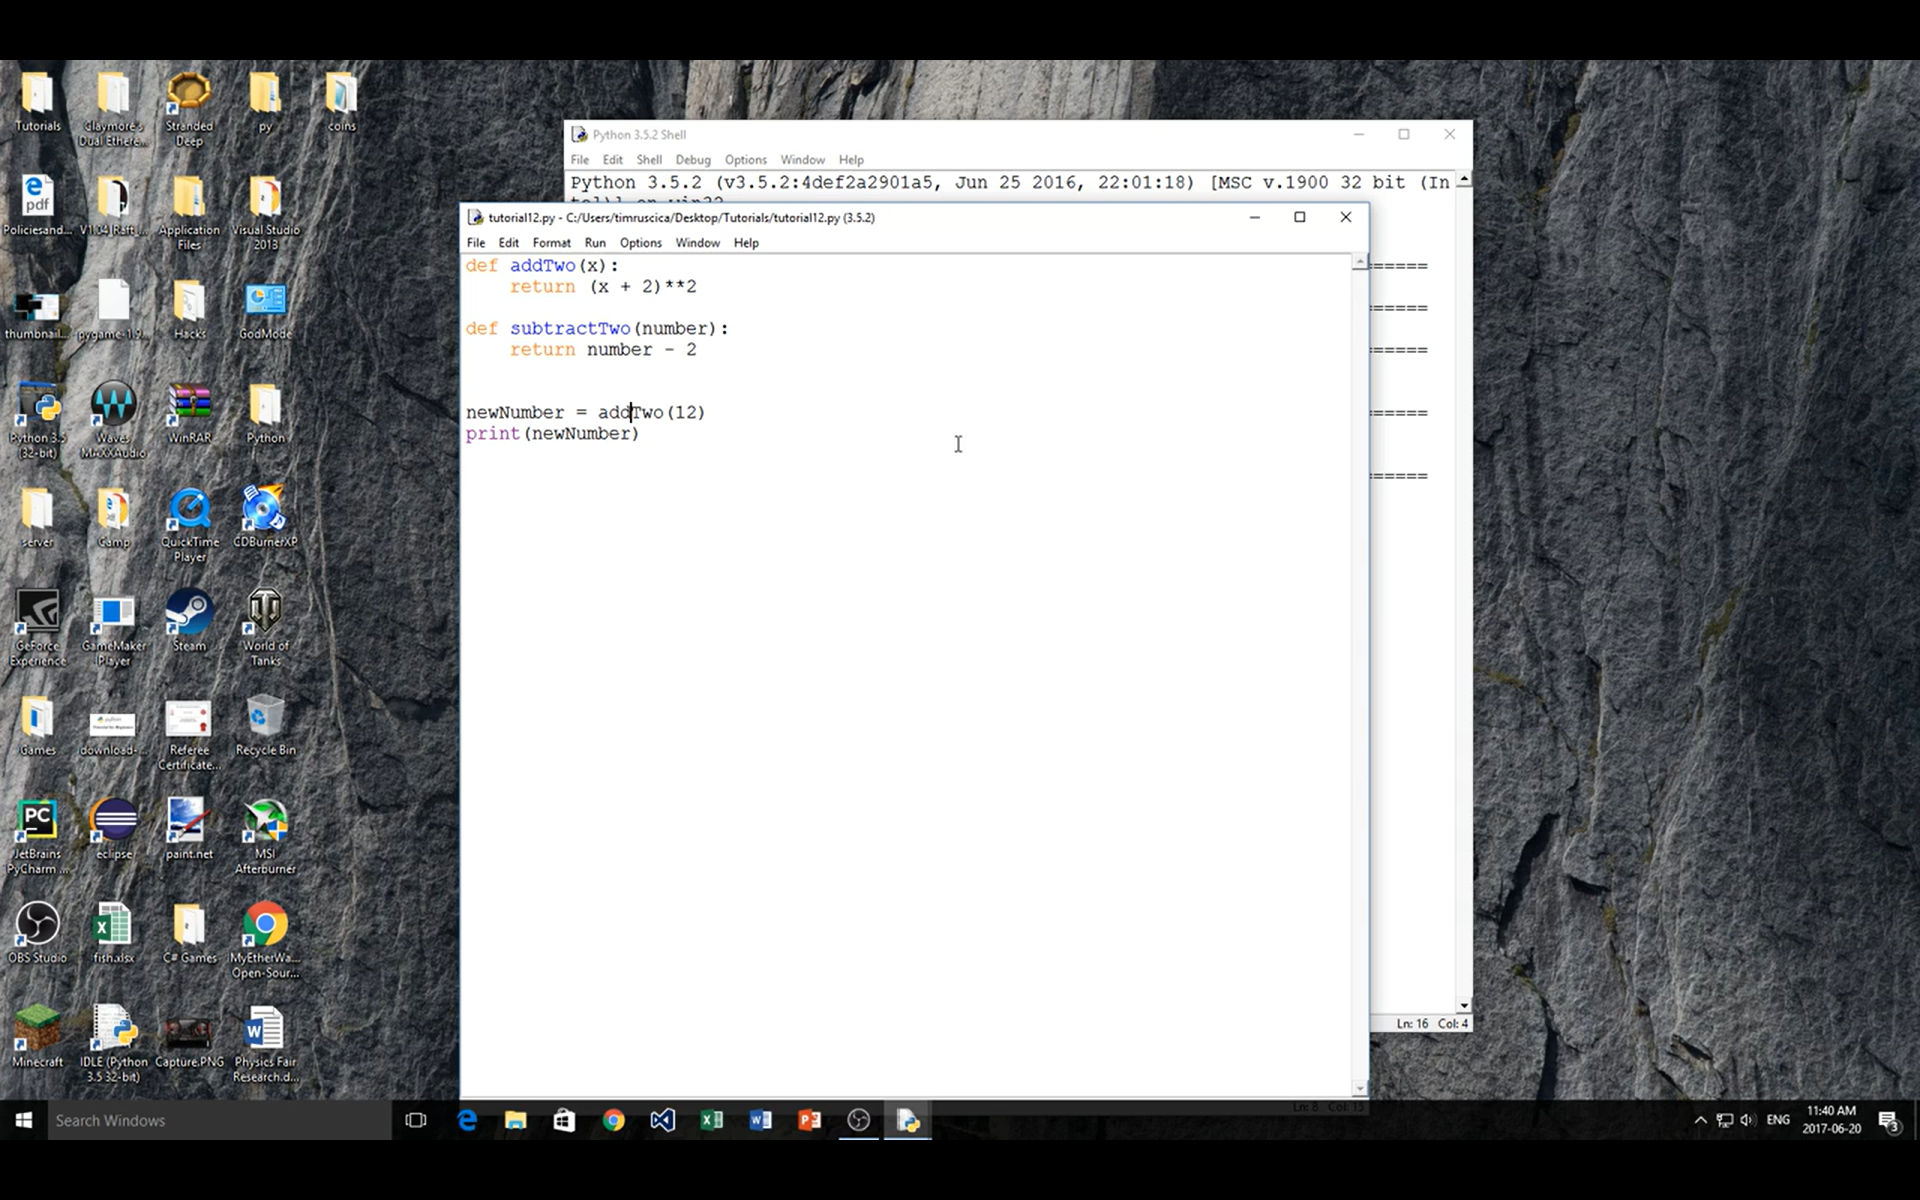 Tutorials
Claymore's
Dual Ethere...
Stranded
Deep
py
coins
Policiesand...
V1.04_Raft_...
Application
Files
Visual Studio
2013
thumbnail...
pygame-1.9...
Hacks
GodMode
Python 3.5
(32-bit)
Waves
MAXXAudio
WinRAR
Python
server
Camp
QuickTime
Player
CDBurnerXP
GeForce
Experience
GameMaker
Player
Steam
World of
Tanks
Games
download-...
Referee
Certificate...
Recycle Bin
JetBrains
PyCharm ...
eclipse
paint.net
MSI
Afterburner
OBS Studio
fish.xlsx
C# Games
MyEtherWa...
Open-Sour...
Minecraft
IDLE (Python
3.5 32-bit)
Capture.PNG
Physics Fair
Research.d...
Python 3.5.2 Shell
File Edit Shell Debug Options Window Help
Python 3.5.2 (v3.5.2:4def2a2901a5, Jun 25 2016, 22:01:18) [MSC v.1900 32 bit (In
tutorial12.py - C:/Users/timruscica/Desktop/Tutorials/tutorial12.py (3.5.2)
File Edit Format Run Options Window Help
def addTwo(x):
    return (x + 2)**2
def subtractTwo(number):
    return number - 2
newNumber = addTwo(12)
print(newNumber)
======
======
======
======
======
Ln: 16 Col: 4
Ln: 8 Col: 15
Search Windows
ENG
11:40 AM
2017-06-20
3